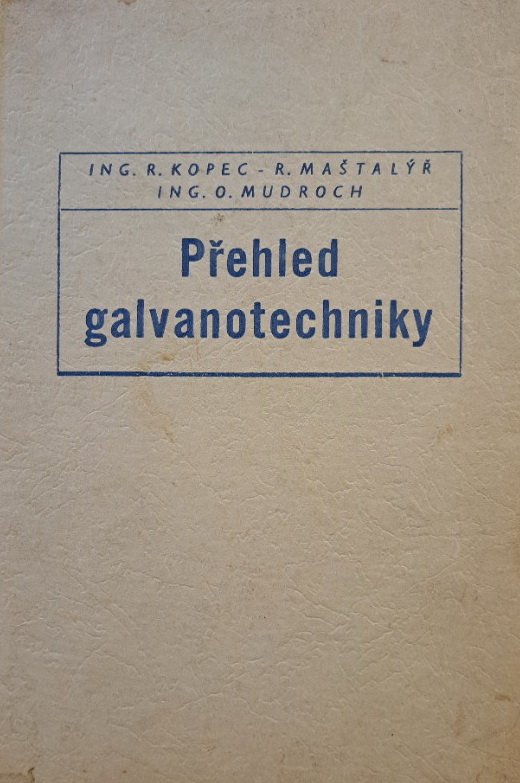 ING. R. KOPEC - R. MAŠTALÝŘ
ING. O. MUDROCH
Přehled
galvanotechniky